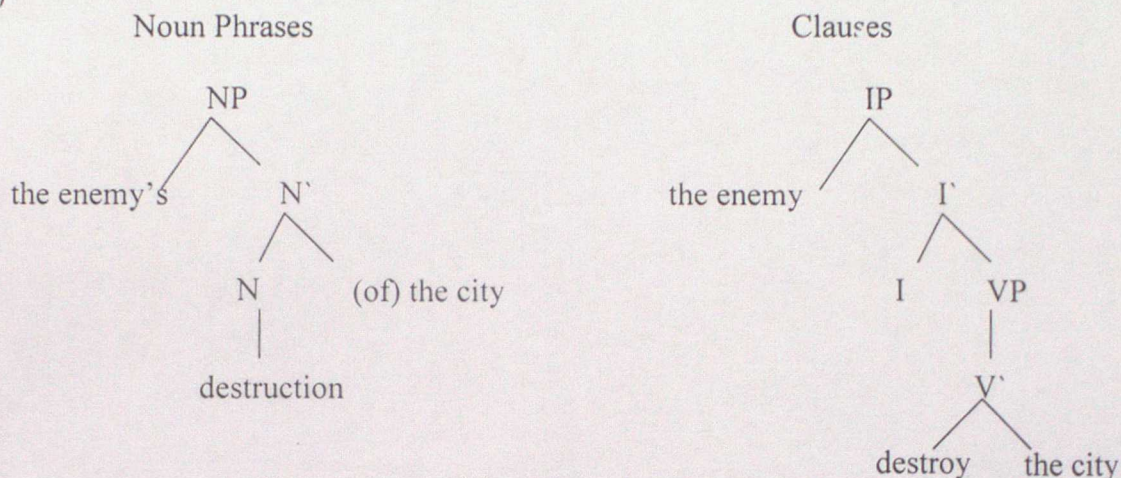 )
Noun Phrases Clauses
NP IP
the enemy's N` the enemy I`
N (of) the city I VP
destruction V`
destroy the city